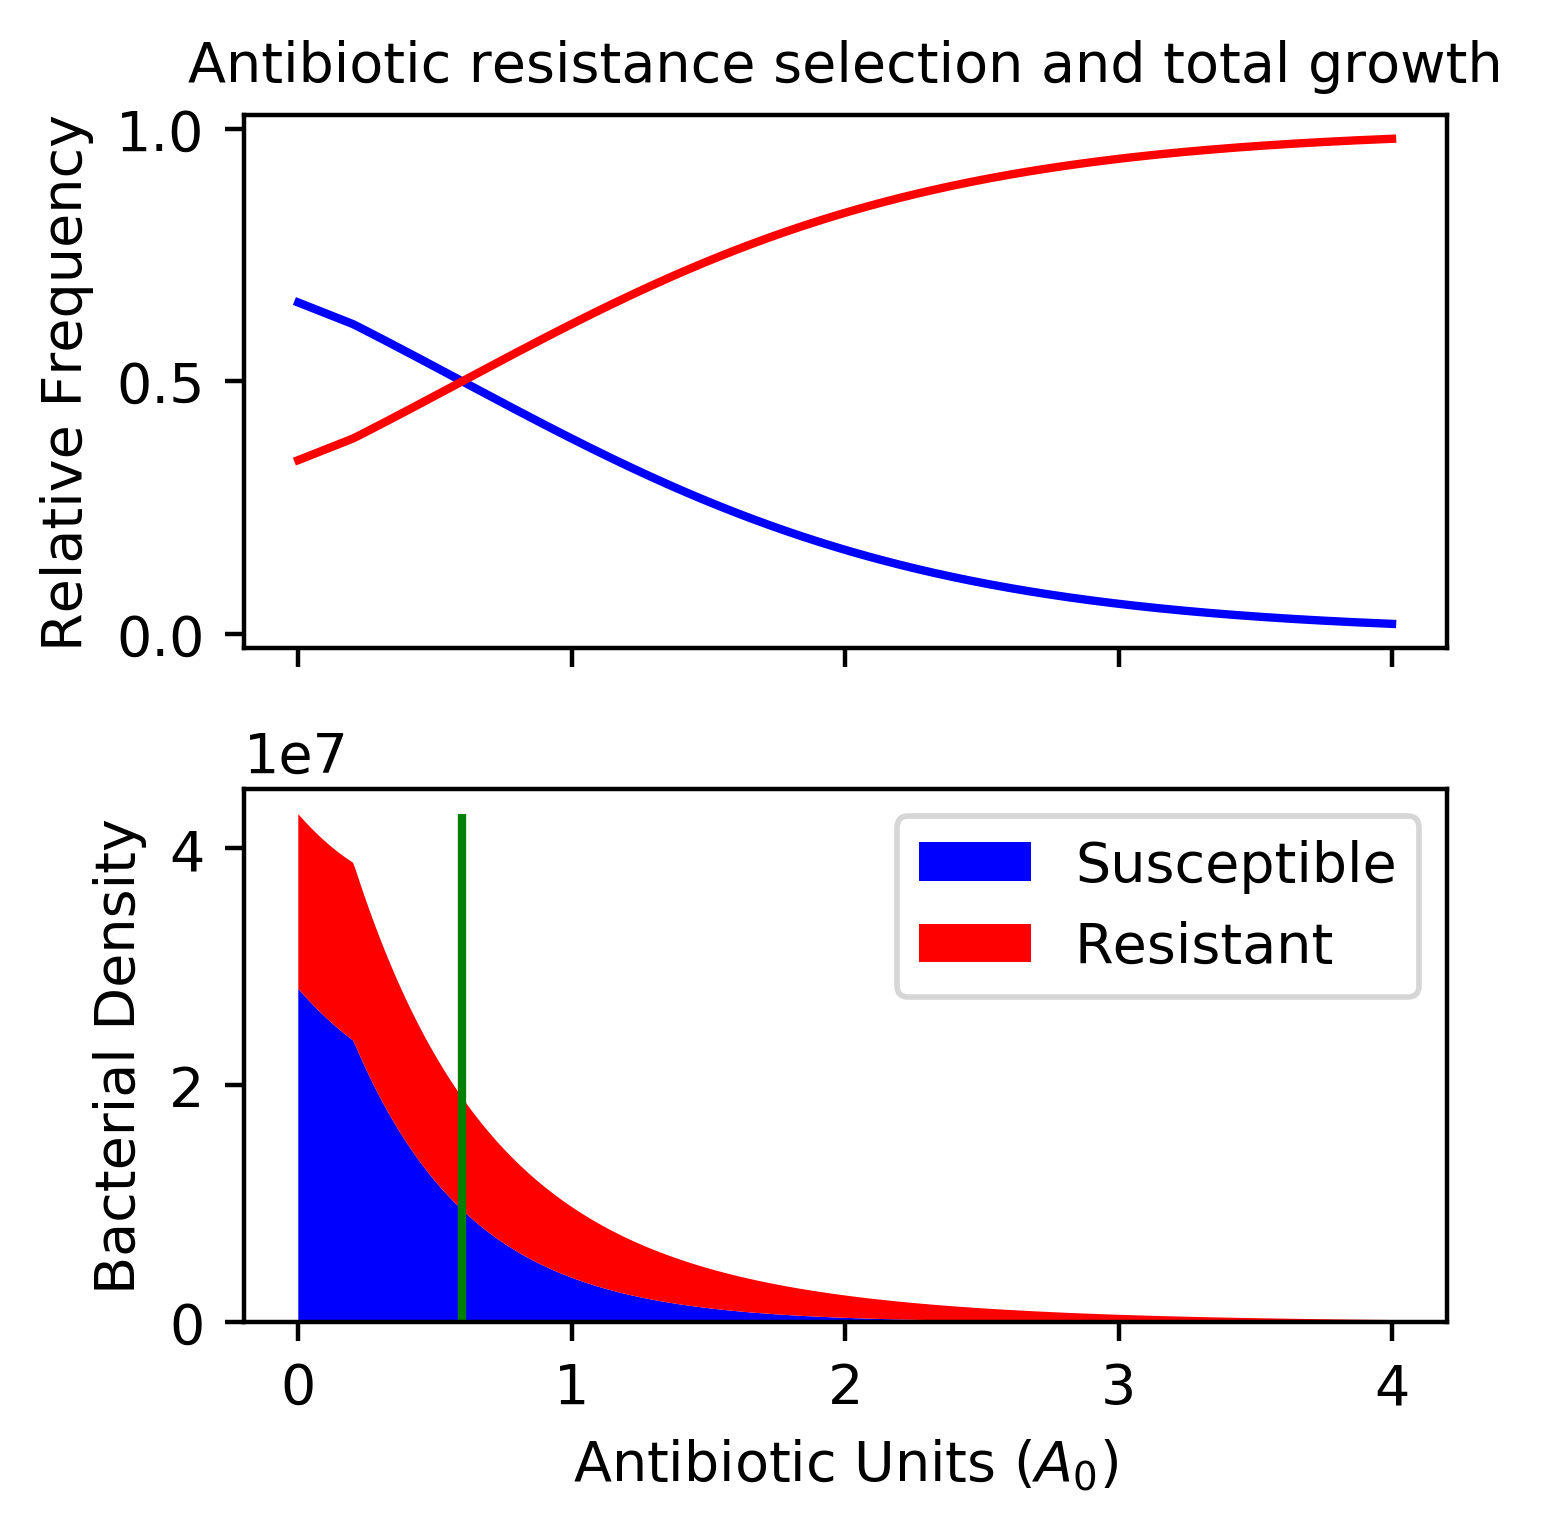 Antibiotic resistance selection and total growth
Relative Frequency
1.0
0.5
0.0
1e7
Bacterial Density
4
2
0
Susceptible
Resistant
0 1 2 3 4
Antibiotic Units (A₀)